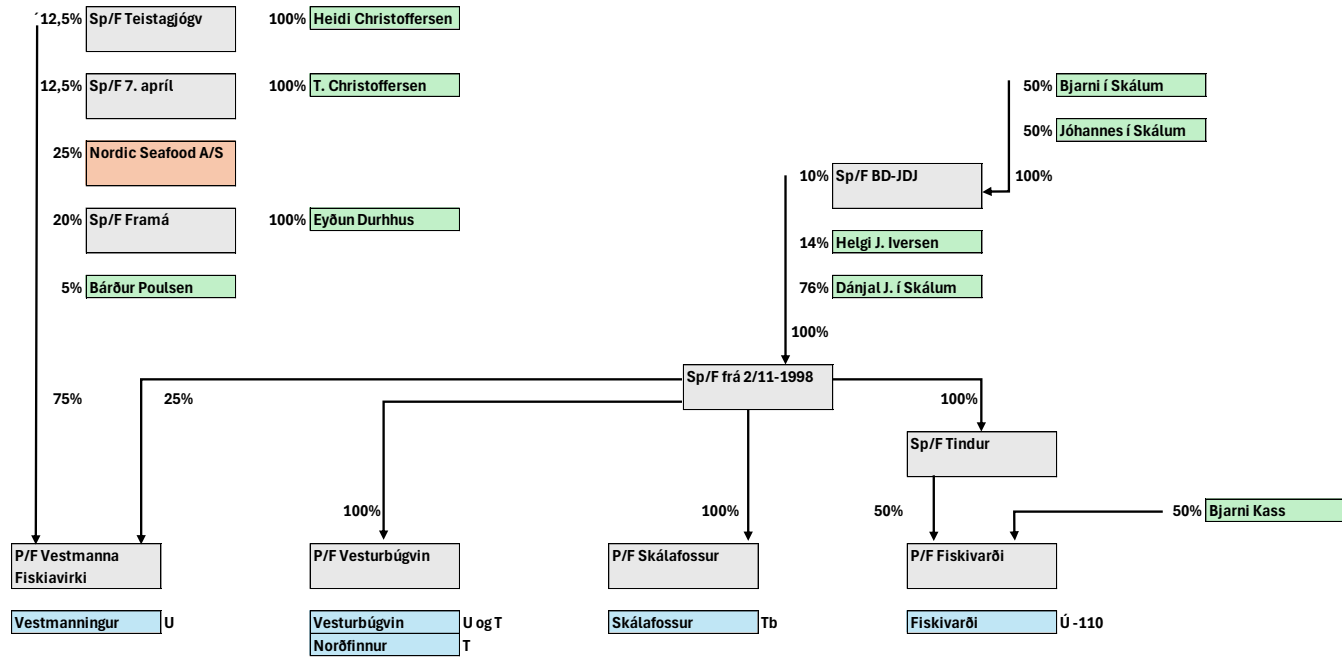 ´12,5% Sp/F Teistagjógv 100% Heidi Christoffersen
12,5% Sp/F 7. apríl 100% T. Christoffersen 50% Bjarni í Skálum
50% Jóhannes í Skálum
25% Nordic Seafood A/S
10% Sp/F BD-JDJ 100%
20% Sp/F Framá 100% Eyðun Durhhus
14% Helgi J. Iversen
5% Bárður Poulsen 76% Dánjal J. í Skálum
100%
Sp/F frá 2/11-1998
75% 25% 100%
Sp/F Tindur
100% 100% 50% 50% Bjarni Kass
P/F Vestmanna
Fiskiavirki
P/F Vesturbúgvin
P/F Skálafossur
P/F Fiskivarði
Vestmanningur U
Vesturbúgvin U og T
Norðfinnur T
Skálafossur Tb
Fiskivarði Ú -110